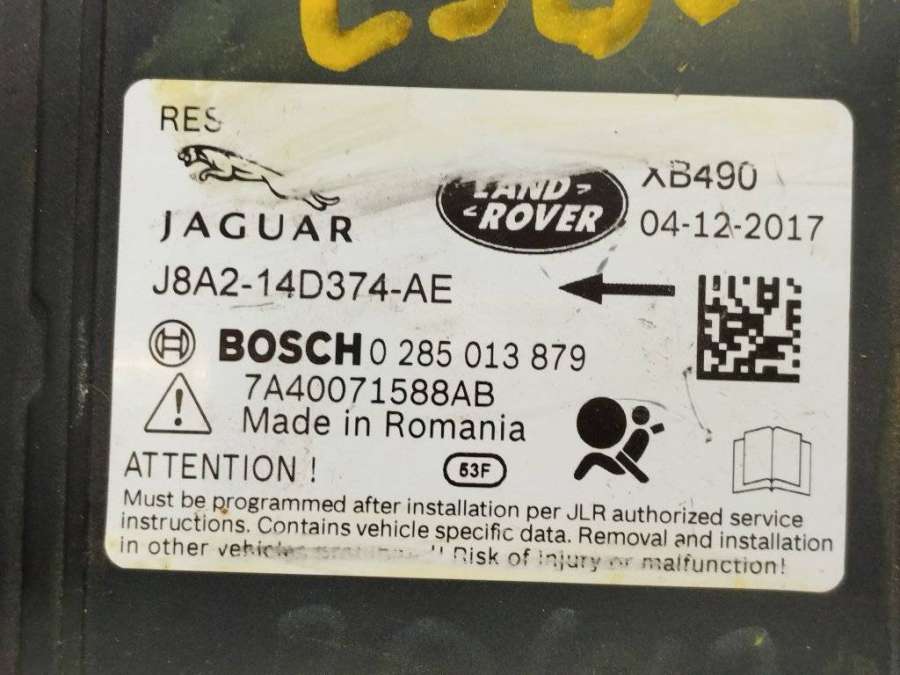 RES
JAGUAR
LAND
ROVER
XB490
04-12-2017
J8A2-14D374-AE
BOSCH 0 285 013 879
7A40071588AB
Made in Romania
ATTENTION !
53F
Must be programmed after installation per JLR authorized service
instructions. Contains vehicle specific data. Removal and installation
in other vehicles !! Risk of injury or malfunction!